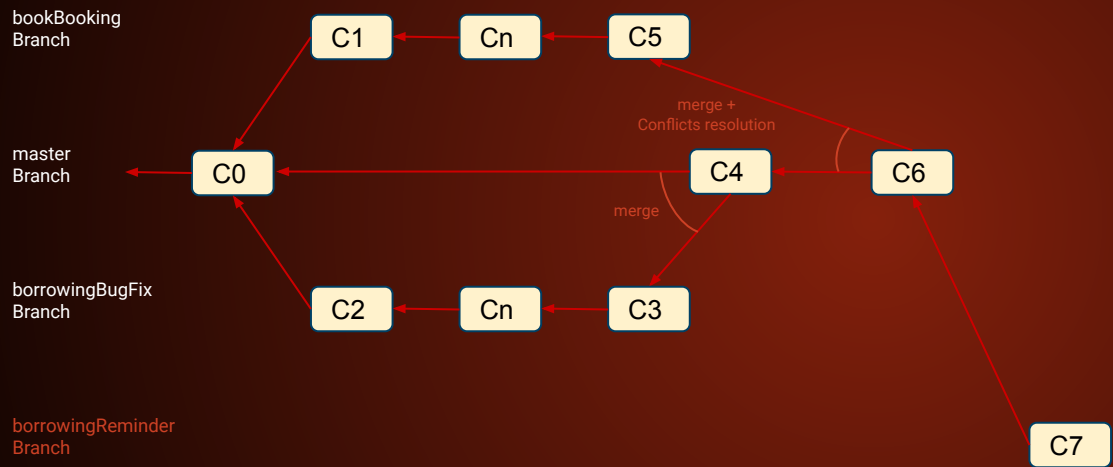 bookBooking
Branch
C1
Cn
C5
merge +
Conflicts resolution
master
Branch
C0
C4
C6
merge
borrowingBugFix
Branch
C2
Cn
C3
borrowingReminder
Branch
C7